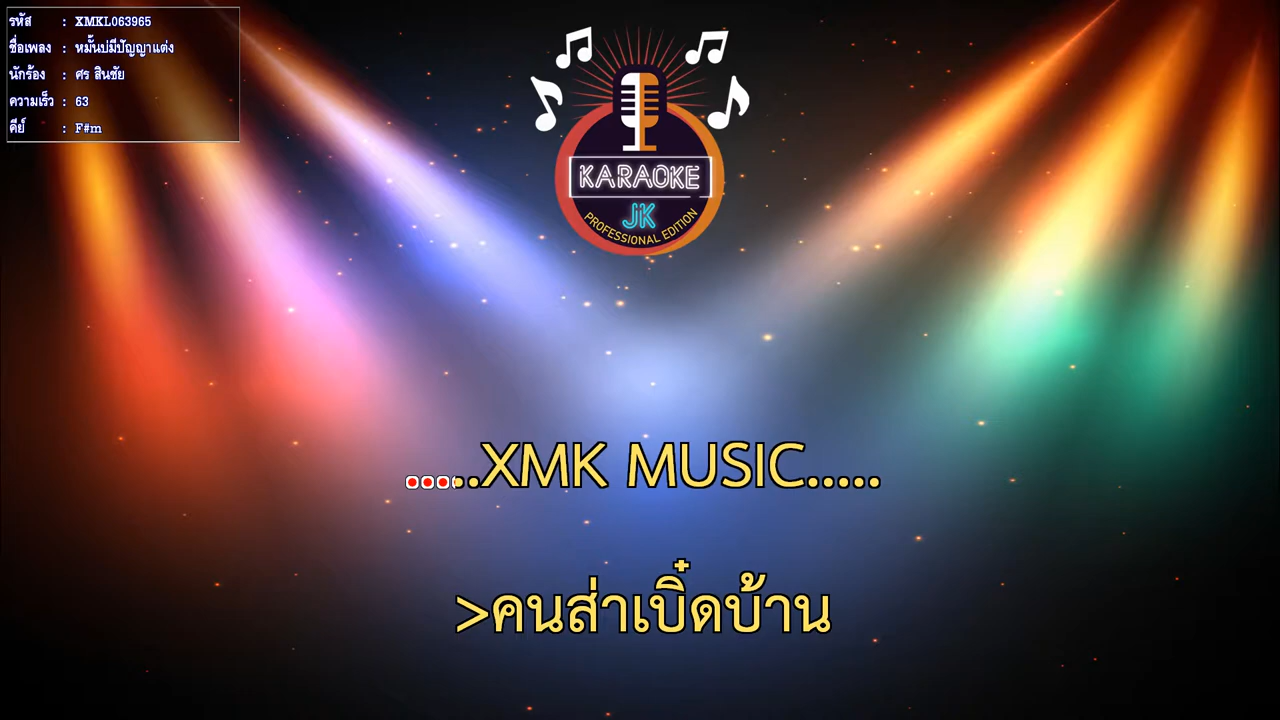 รหัส : XMKL063965
ชื่อเพลง : หมั้นบ่มีปัญญาแต่ง
นักร้อง : ศร สินชัย
ความเร็ว : 63
คีย์ : F#m
KARAOKE
JK
PROFESSIONAL EDITION
.....XMK MUSIC.....
>คนส่าเบิ๋ดบ้าน